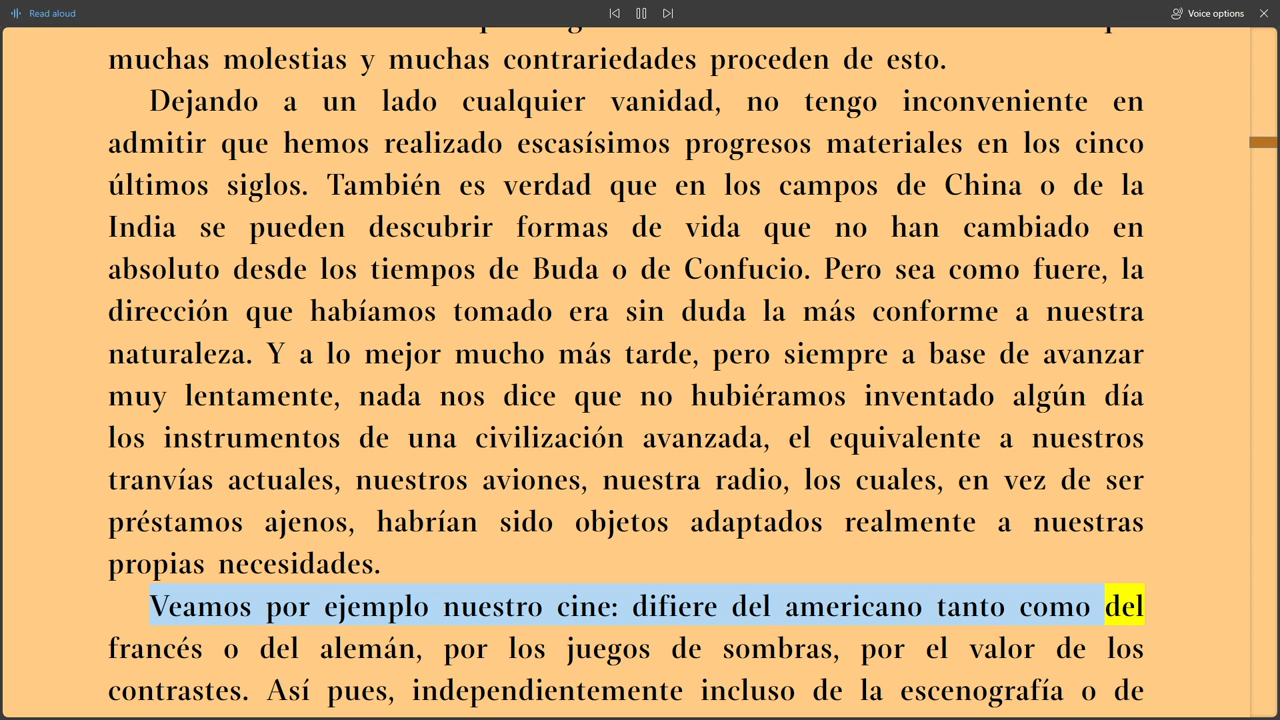 Read aloud
Voice options
muchas molestias y muchas contrariedades proceden de esto.
Dejando a un lado cualquier vanidad, no tengo inconveniente en
admitir que hemos realizado escasísimos progresos materiales en los cinco
últimos siglos. También es verdad que en los campos de China o de la
India se pueden descubrir formas de vida que no han cambiado en
absoluto desde los tiempos de Buda o de Confucio. Pero sea como fuere, la
dirección que habíamos tomado era sin duda la más conforme a nuestra
naturaleza. Y a lo mejor mucho más tarde, pero siempre a base de avanzar
muy lentamente, nada nos dice que no hubiéramos inventado algún día
los instrumentos de una civilización avanzada, el equivalente a nuestros
tranvías actuales, nuestros aviones, nuestra radio, los cuales, en vez de ser
préstamos ajenos, habrían sido objetos adaptados realmente a nuestras
propias necesidades.
Veamos por ejemplo nuestro cine: difiere del americano tanto como del
francés o del alemán, por los juegos de sombras, por el valor de los
contrastes. Así pues, independientemente incluso de la escenografía o de